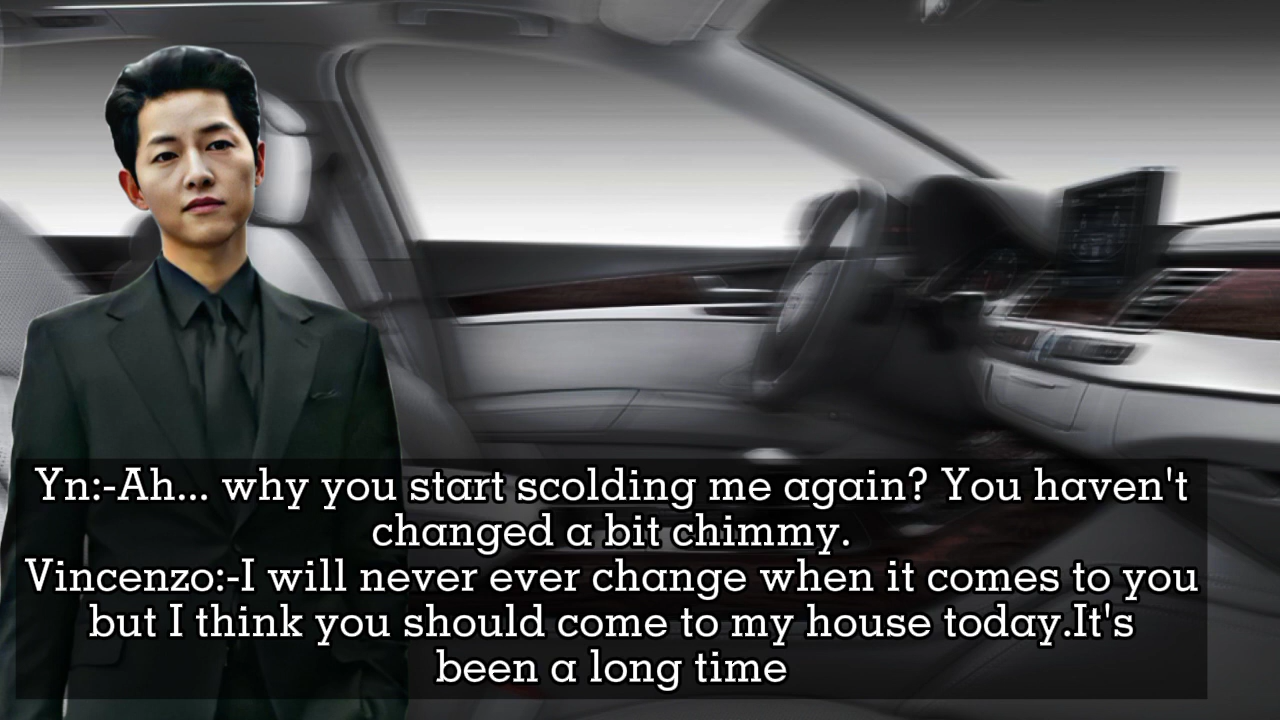 Yn:-Ah... why you start scolding me again? You haven't
changed a bit chimmy.
Vincenzo:-I will never ever change when it comes to you
but I think you should come to my house today.It's
been a long time